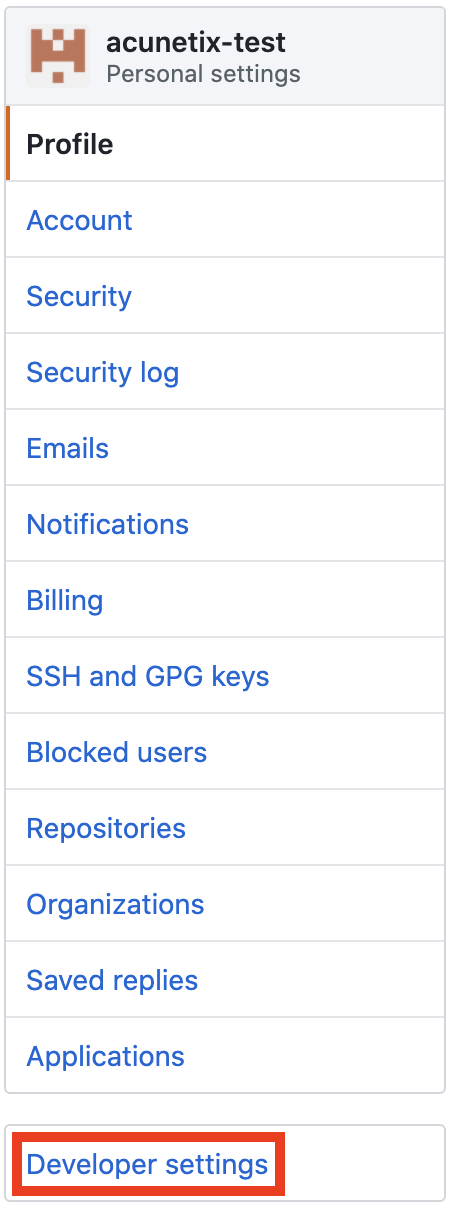 acunetix-test
Personal settings
Profile
Account
Security
Security log
Emails
Notifications
Billing
SSH and GPG keys
Blocked users
Repositories
Organizations
Saved replies
Applications
Developer settings